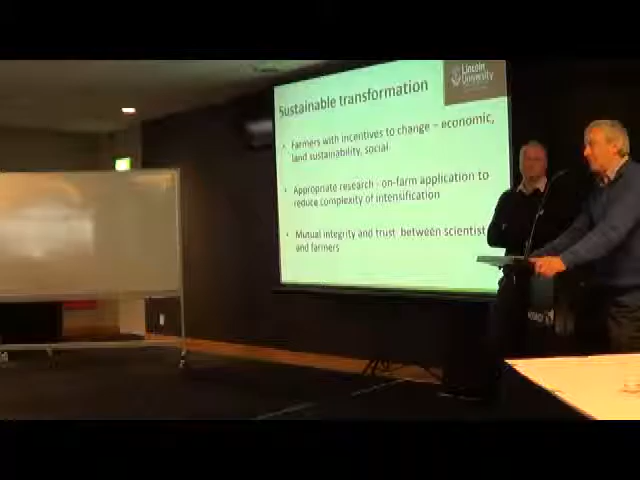 Sustainable transformation
Lincoln
University
• Farmers with incentives to change – economic,
land sustainability, social
• Appropriate research - on-farm application to
reduce complexity of intensification
• Mutual integrity and trust between scientist
and farmers